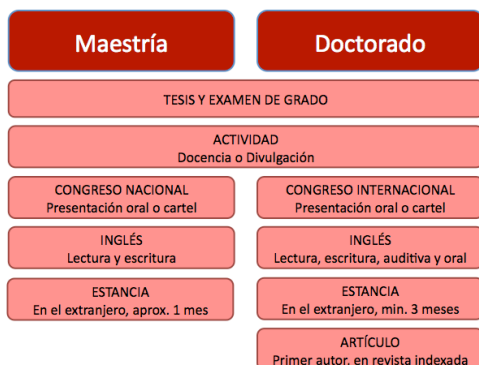 Maestría
Doctorado
TESIS Y EXAMEN DE GRADO
ACTIVIDAD
Docencia o Divulgación
CONGRESO NACIONAL
Presentación oral o cartel
CONGRESO INTERNACIONAL
Presentación oral o cartel
INGLÉS
Lectura y escritura
INGLÉS
Lectura, escritura, auditiva y oral
ESTANCIA
En el extranjero, aprox. 1 mes
ESTANCIA
En el extranjero, min. 3 meses
ARTÍCULO
Primer autor, en revista indexada